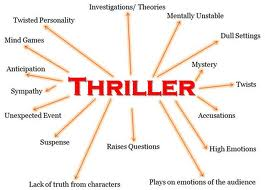 Investigations/ Theories
Twisted Personality
Mentally Unstable
Mind Games
Dull Settings
Anticipation
Mystery
Sympathy
THRILLER
Twists
Unexpected Event
Accusations
Suspense
Raises Questions
High Emotions
Lack of truth from characters
Plays on emotions of the audience